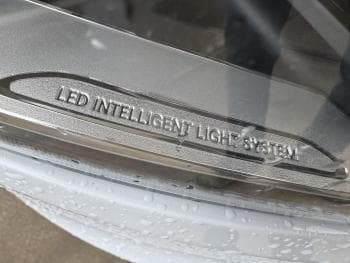 LED INTELLIGENT LIGHT SYSTEM